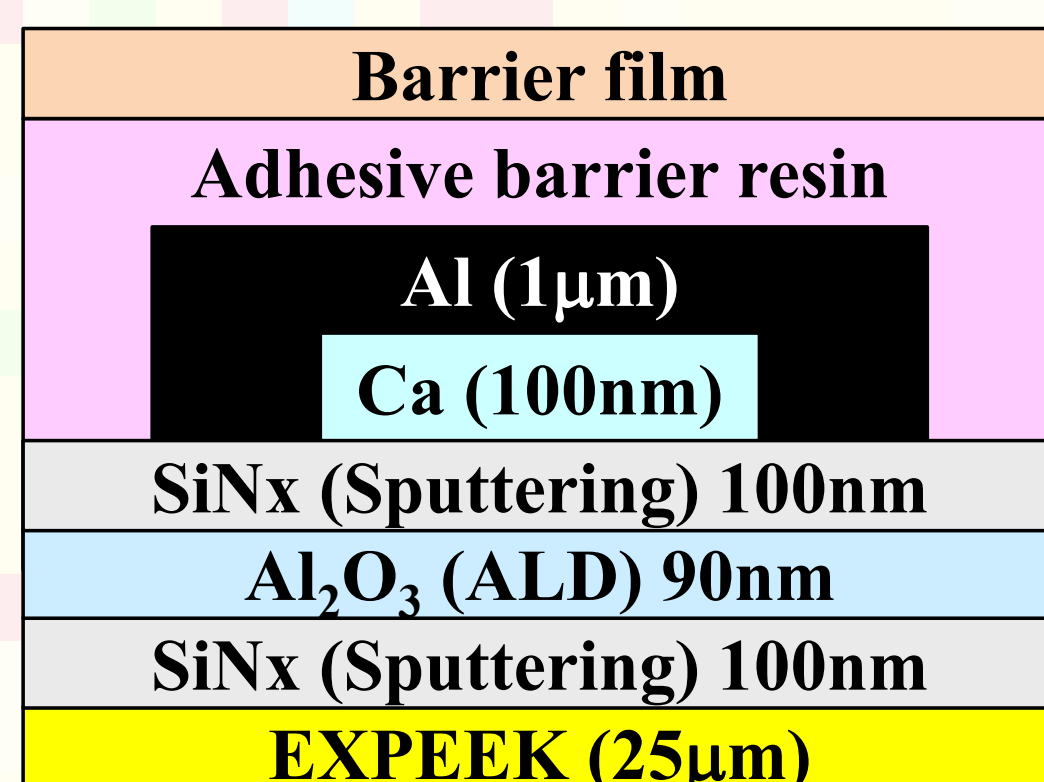 Barrier film
Adhesive barrier resin
Al (1μm)
Ca (100nm)
SiNx (Sputtering) 100nm
Al₂O₃ (ALD) 90nm
SiNx (Sputtering) 100nm
EXPEEK (25μm)